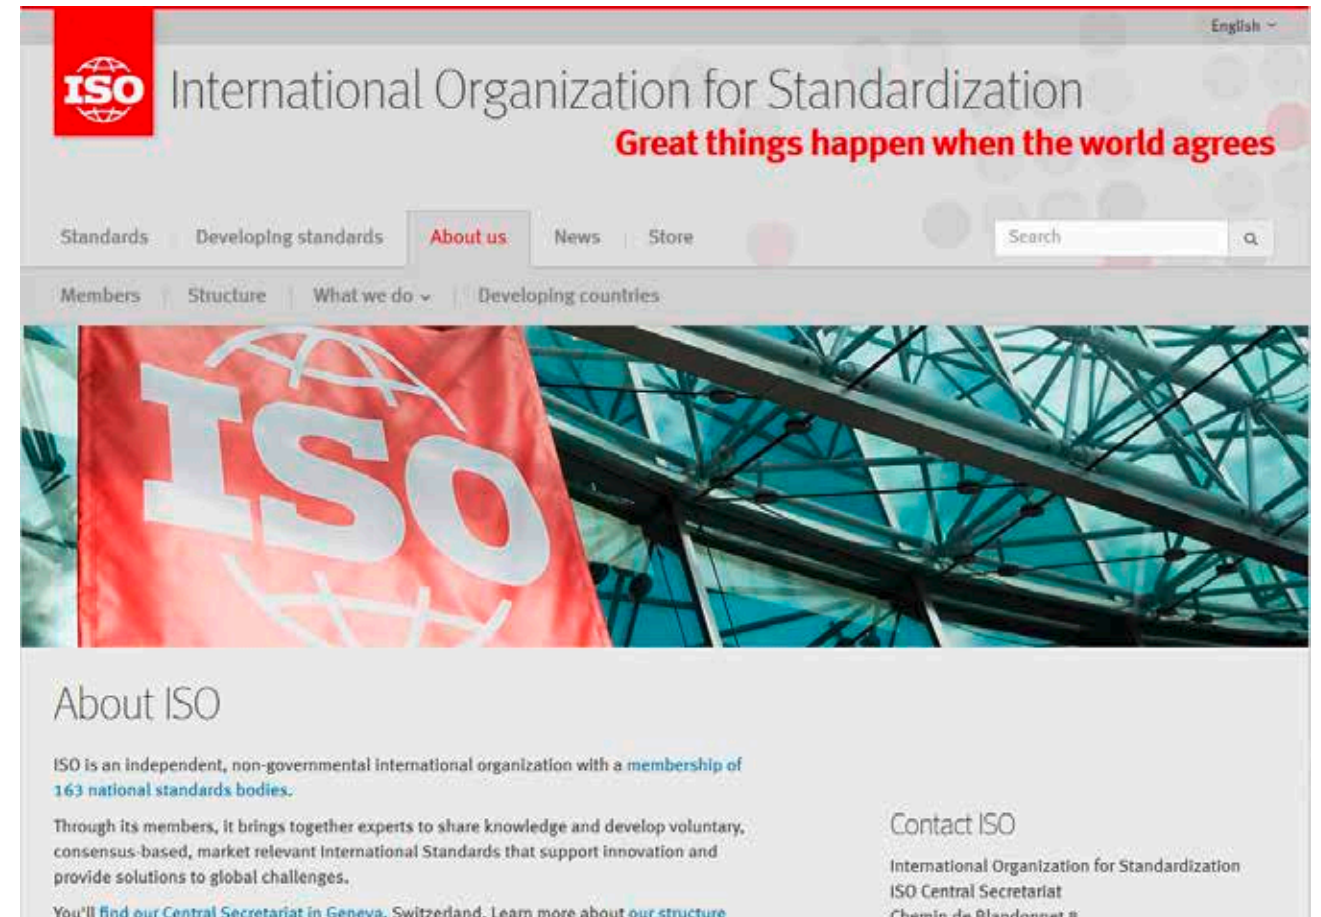 English
ISO
International Organization for Standardization
Great things happen when the world agrees
Standards
Developing standards
About us
News
Store
Search
Members
Structure
What we do
Developing countries
ISO
About ISO
ISO is an independent, non-governmental international organization with a membership of
163 national standards bodies.
Through its members, it brings together experts to share knowledge and develop voluntary,
consensus-based, market relevant International Standards that support innovation and
provide solutions to global challenges.
You'll find our Central Secretariat in Geneva, Switzerland. Learn more about our structure
Contact ISO
International Organization for Standardization
ISO Central Secretariat
Chemin de Blandonnet 8